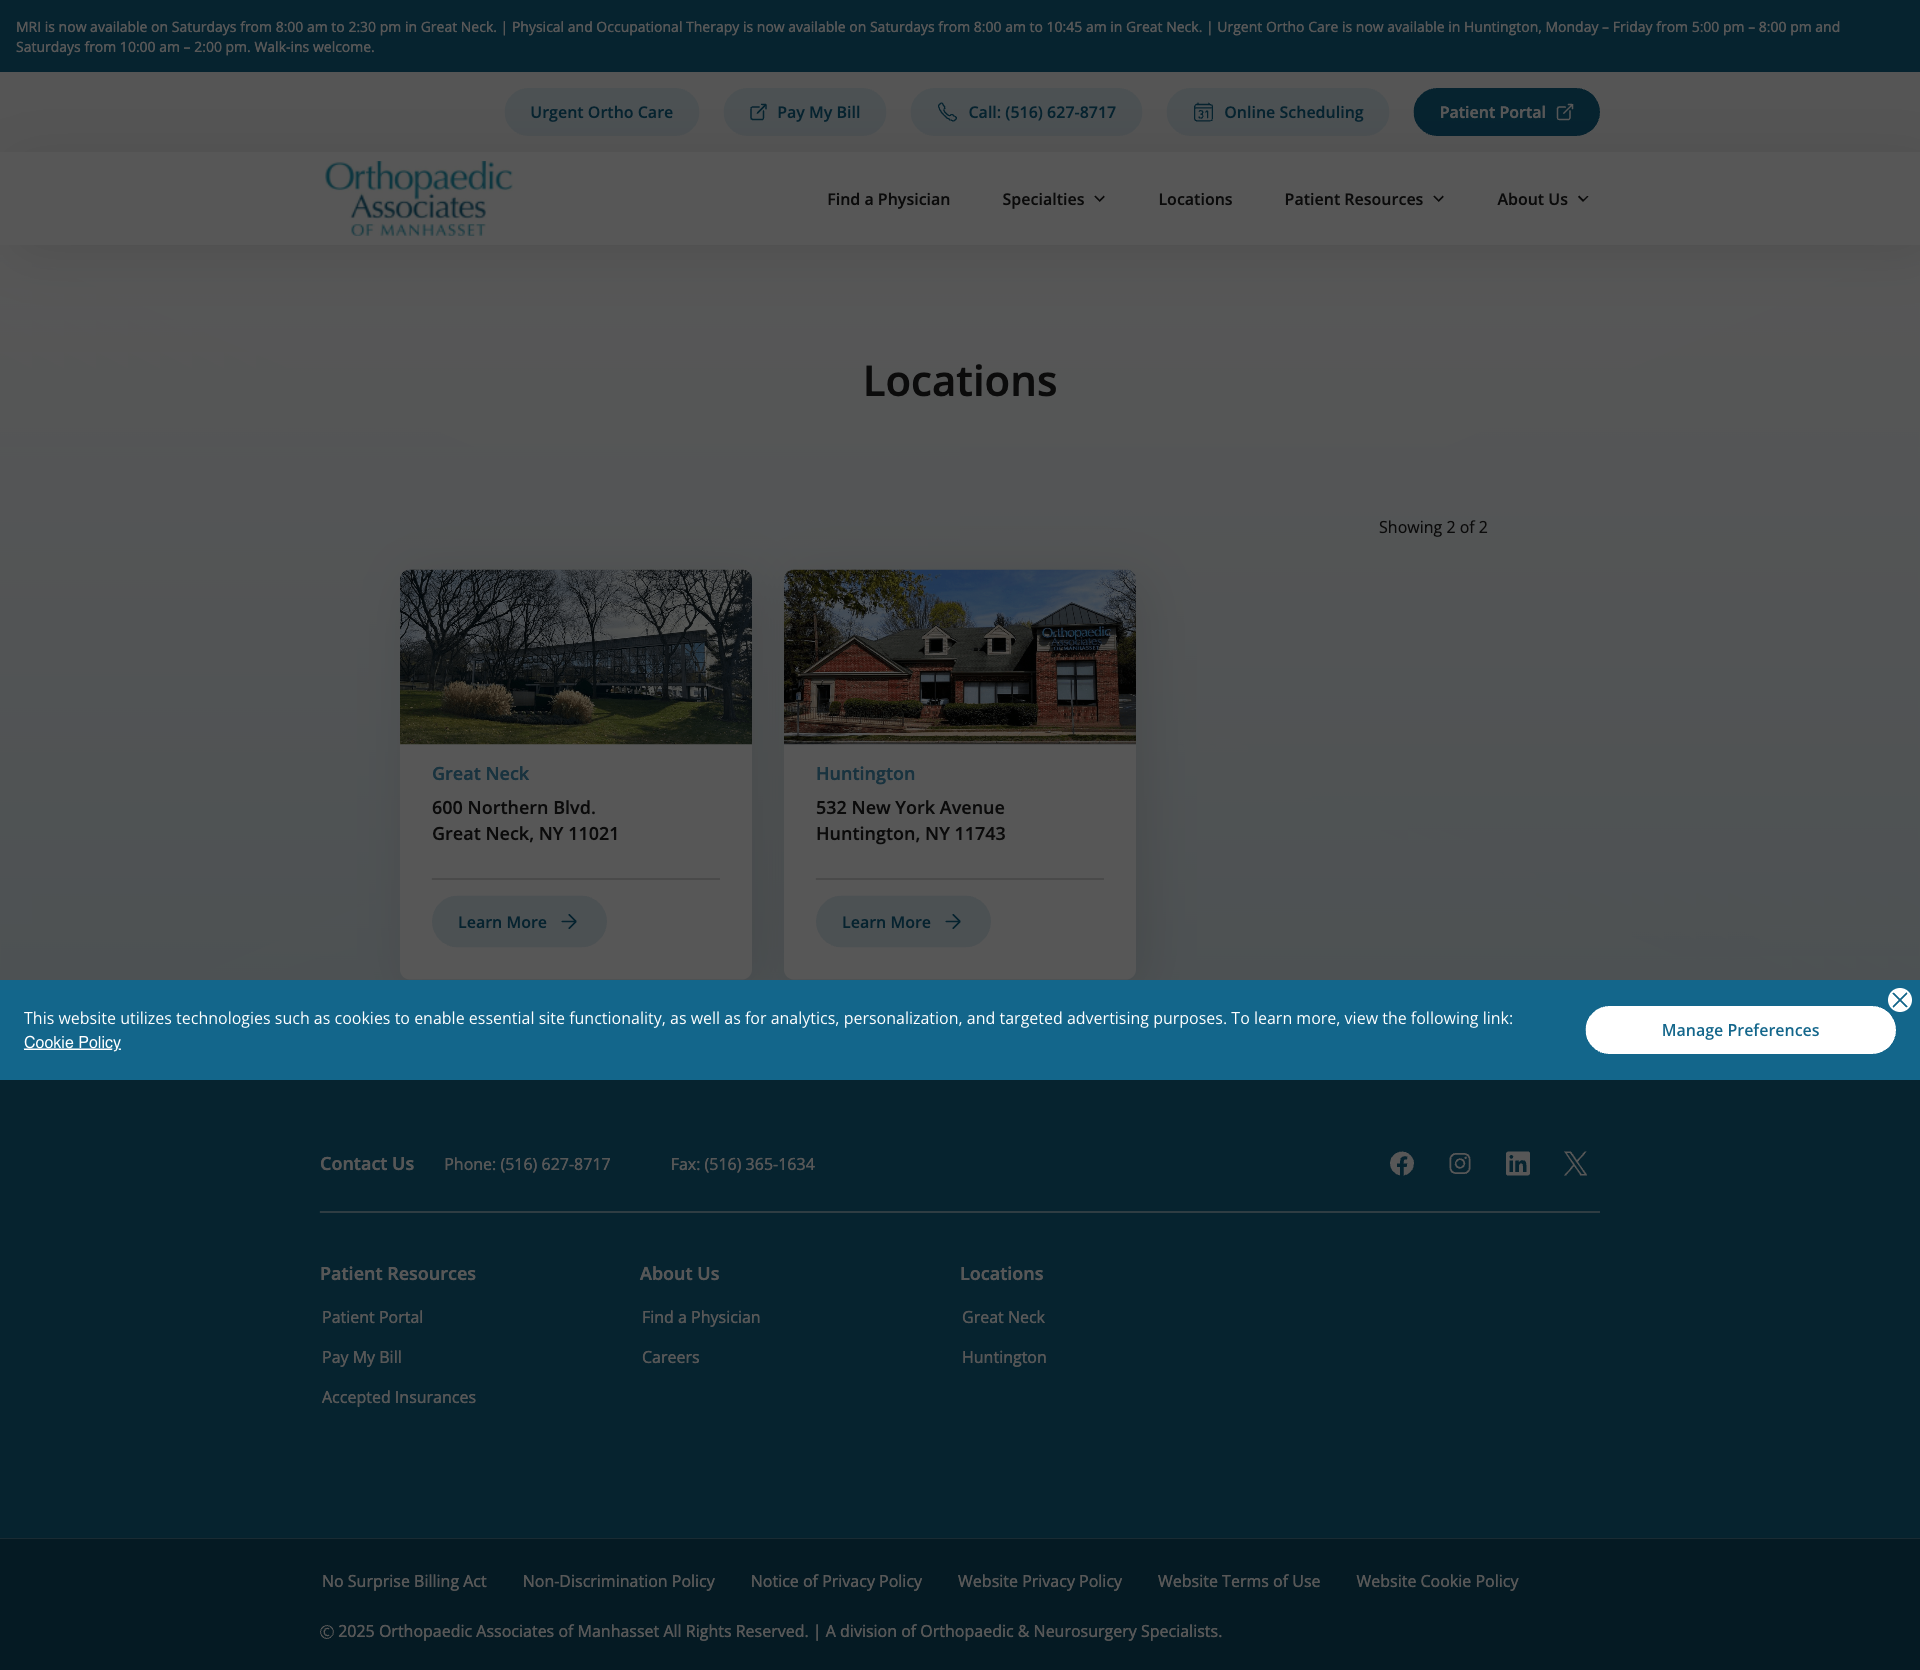 MRI is now available on Saturdays from 8:00 am to 2:30 pm in Great Neck. | Physical and Occupational Therapy is now available on Saturdays from 8:00 am to 10:45 am in Great Neck. | Urgent Ortho Care is now available in Huntington, Monday – Friday from 5:00 pm – 8:00 pm and
Saturdays from 10:00 am – 2:00 pm. Walk-ins welcome.
Urgent Ortho Care
Pay My Bill
Call: (516) 627-8717
31
Online Scheduling
Patient Portal
Orthopaedic
Associates
OF MANHASSET
Find a Physician
Specialties
Locations
Patient Resources
About Us
Locations
Showing 2 of 2
Orthopaedic
Associates
OF MANHASSET
Great Neck
600 Northern Blvd.
Great Neck, NY 11021
Learn More
Huntington
532 New York Avenue
Huntington, NY 11743
Learn More
This website utilizes technologies such as cookies to enable essential site functionality, as well as for analytics, personalization, and targeted advertising purposes. To learn more, view the following link:
Cookie Policy
Manage Preferences
Contact Us
Phone: (516) 627-8717
Fax: (516) 365-1634
Patient Resources
Patient Portal
Pay My Bill
Accepted Insurances
About Us
Find a Physician
Careers
Locations
Great Neck
Huntington
No Surprise Billing Act
Non-Discrimination Policy
Notice of Privacy Policy
Website Privacy Policy
Website Terms of Use
Website Cookie Policy
© 2025 Orthopaedic Associates of Manhasset All Rights Reserved. | A division of Orthopaedic & Neurosurgery Specialists.